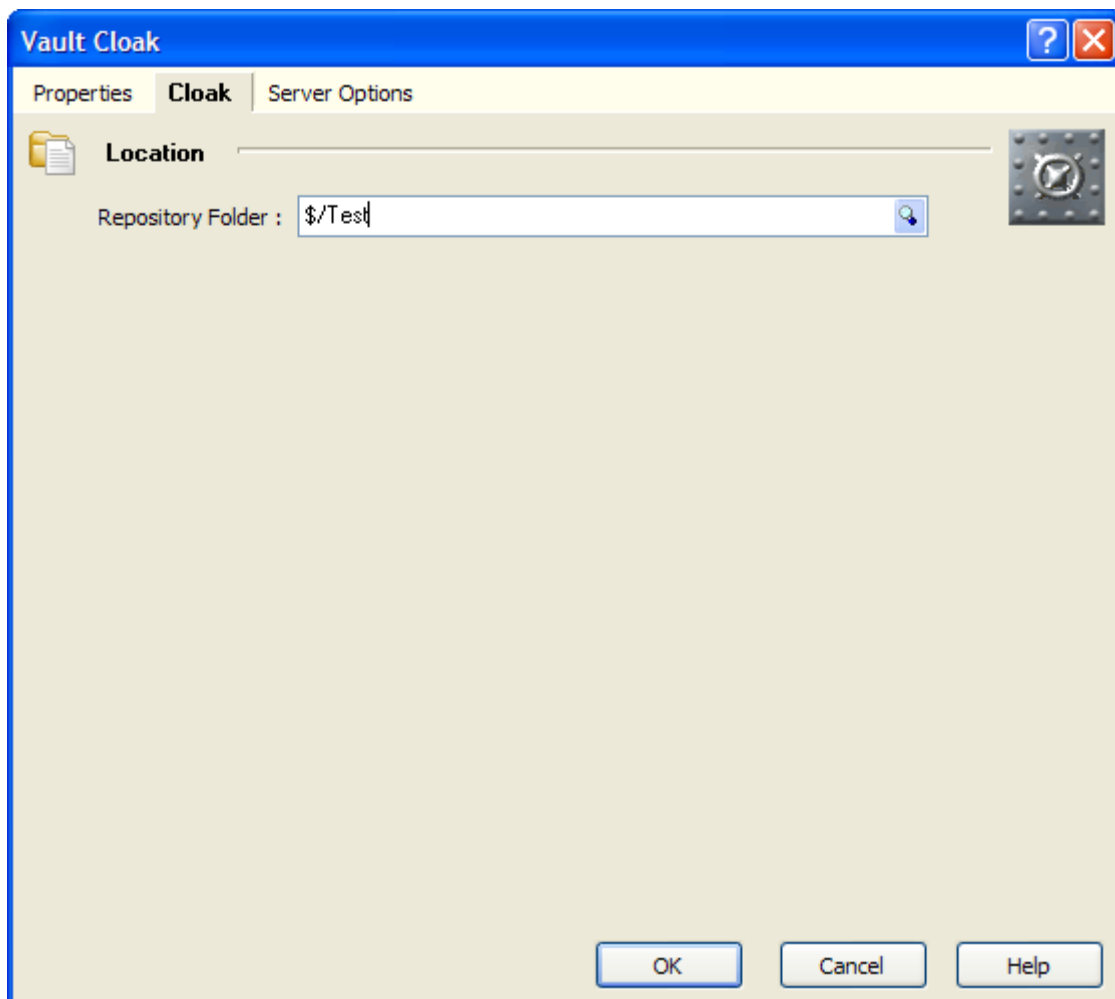 Vault Cloak
Properties Cloak Server Options
Location
Repository Folder : $/Test
OK Cancel Help